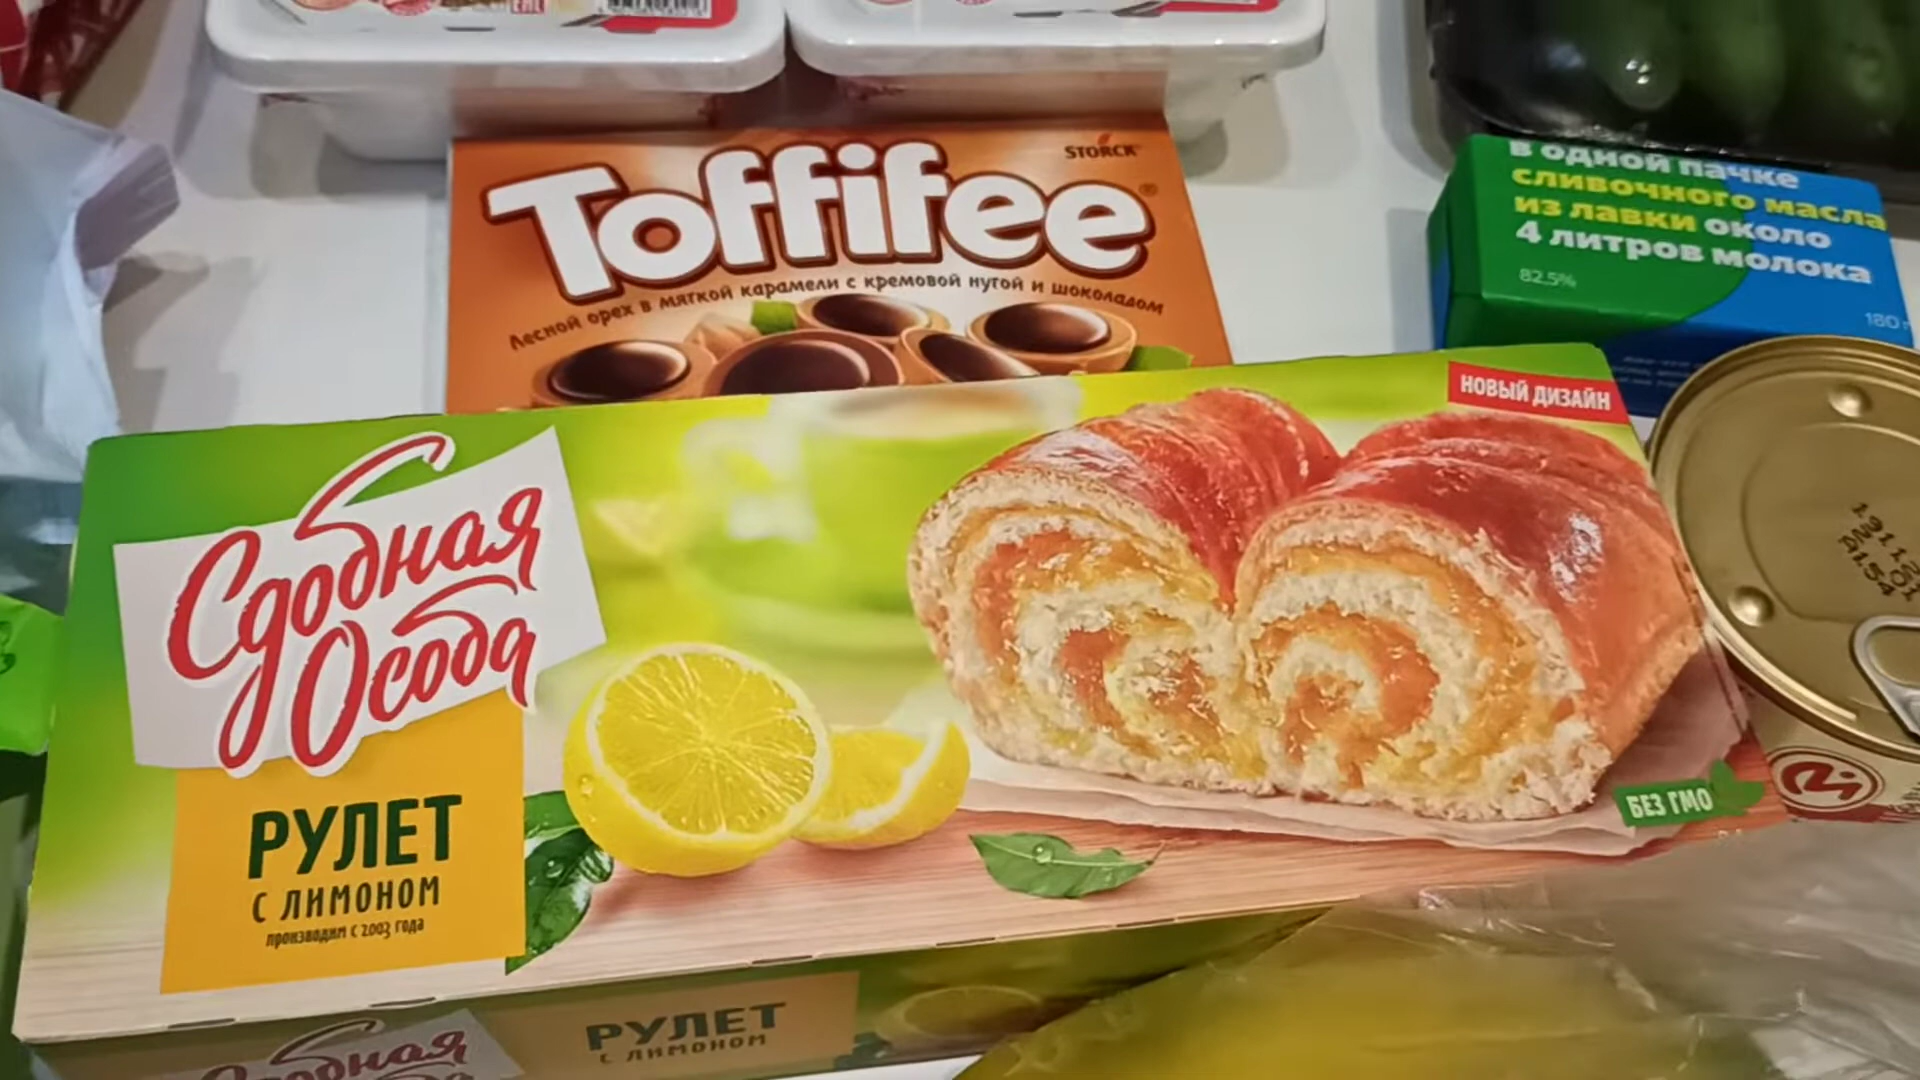 EAC
Toffifee
STORCK
Лесной орех в мягкой карамели с кремовой нугой и шоколадом
в одной пачке
сливочного масла
из лавки около
4 литров молока
82.5%
180 г
НОВЫЙ ДИЗАЙН
Сдобная
Особа
РУЛЕТ
С ЛИМОНОМ
производим с 2003 года
БЕЗ ГМО
Сдобная
РУЛЕТ
С ЛИМОНОМ